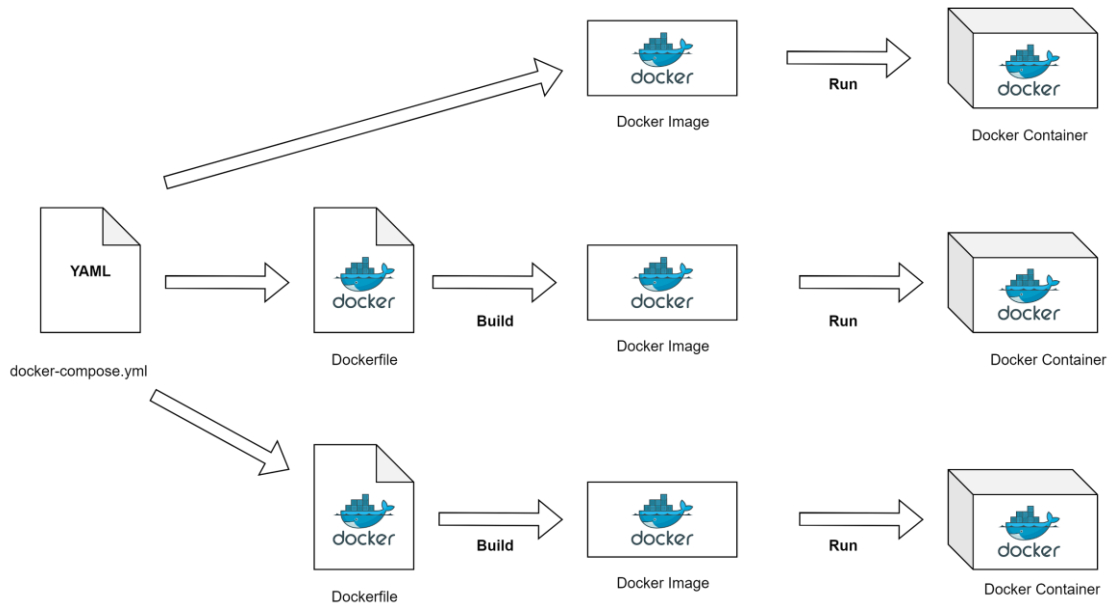 docker
Docker Image
Run
docker
Docker Container
YAML
docker-compose.yml
docker
Dockerfile
Build
docker
Docker Image
Run
docker
Docker Container
docker
Dockerfile
Build
docker
Docker Image
Run
docker
Docker Container